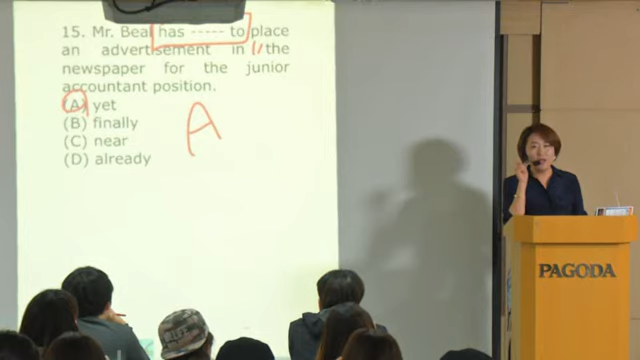 15. Mr. Beal has ----- to place
an advertisement in the
newspaper for the junior
accountant position.
(A) yet
(B) finally
(C) near
(D) already
A
PAGODA